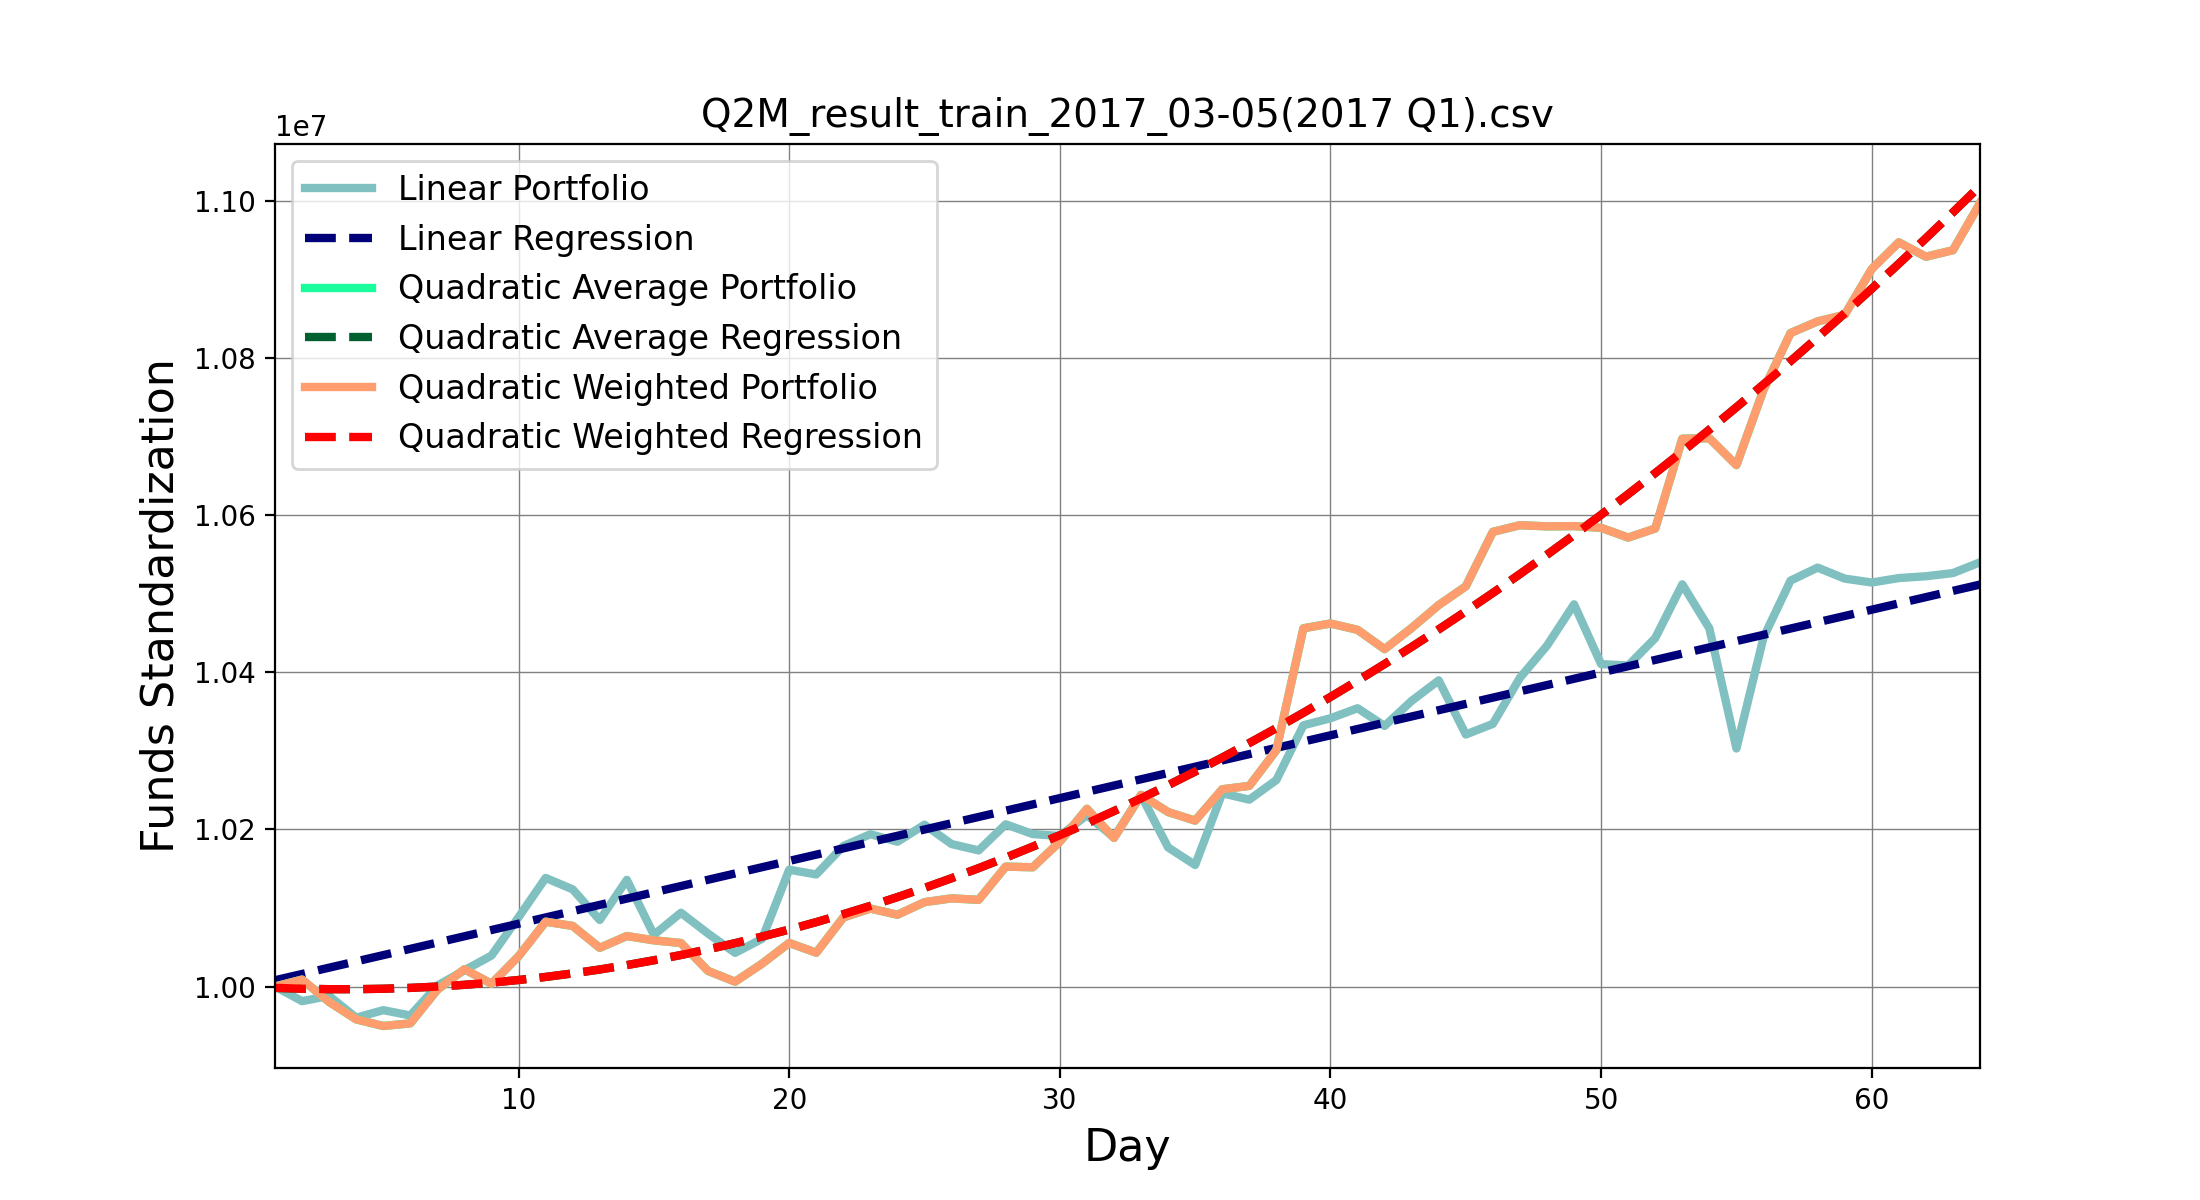 Q2M_result_train_2017_03-05(2017 Q1).csv
1e7
Linear Portfolio
Linear Regression
Quadratic Average Portfolio
Quadratic Average Regression
Quadratic Weighted Portfolio
Quadratic Weighted Regression
1.10
1.08
1.06
1.04
1.02
1.00
Funds Standardization
10 20 30 40 50 60
Day